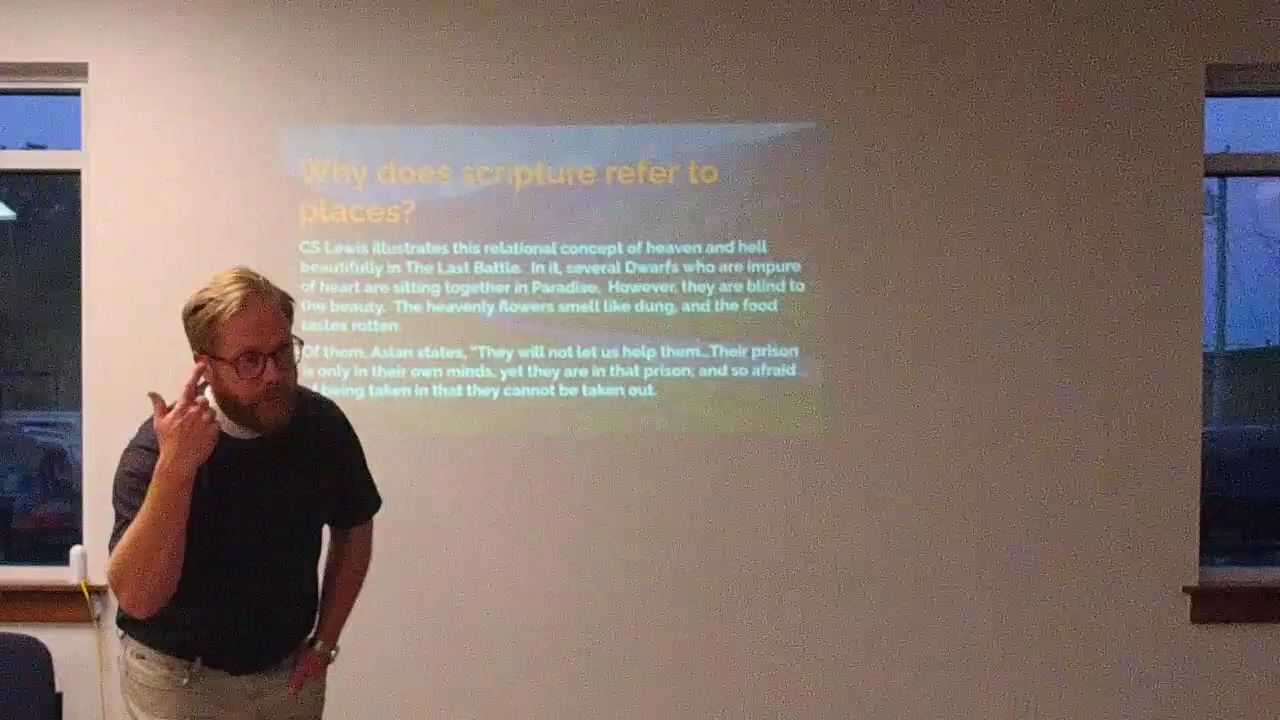 Why does scripture refer to
places?
CS Lewis illustrates this relational concept of heaven and hell
beautifully in The Last Battle. In it, several Dwarfs who are impure
of heart are sitting together in Paradise. However, they are blind to
the beauty. The heavenly flowers smell like dung, and the food
tastes rotten.
Of them, Aslan states, "They will not let us help them...Their prison
is only in their own minds, yet they are in that prison; and so afraid
of being taken in that they cannot be taken out.